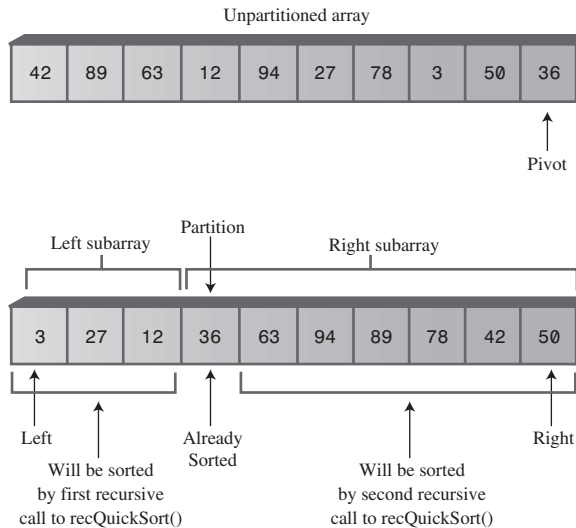 Unpartitioned array
42 89 63 12 94 27 78 3 50 36
Pivot
Partition
Left subarray
Right subarray
3 27 12 36 63 94 89 78 42 50
Left
Already
Sorted
Right
Will be sorted
by first recursive
call to recQuickSort()
Will be sorted
by second recursive
call to recQuickSort()